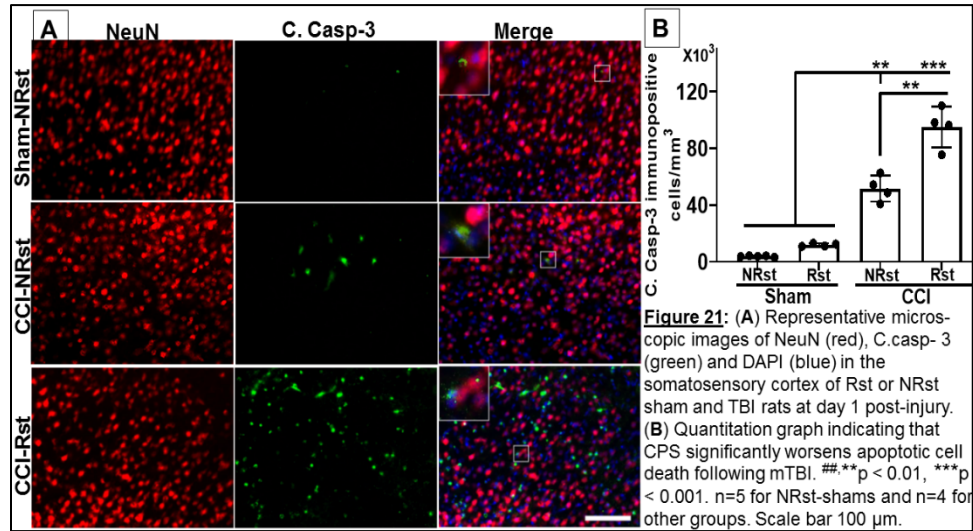 A
NeuN
C. Casp-3
Merge
Sham-NRst
CCI-NRst
CCI-Rst
B
C. Casp-3 immunopositive
cells/mm³
X10³
120
80
40
0
** ***
**
NRst Rst NRst Rst
Sham CCI
Figure 21: (A) Representative micros-
copic images of NeuN (red), C.casp- 3
(green) and DAPI (blue) in the
somatosensory cortex of Rst or NRst
sham and TBI rats at day 1 post-injury.
(B) Quantitation graph indicating that
CPS significantly worsens apoptotic cell
death following mTBI. ##,**p < 0.01, ***p
< 0.001. n=5 for NRst-shams and n=4 for
other groups. Scale bar 100 µm.